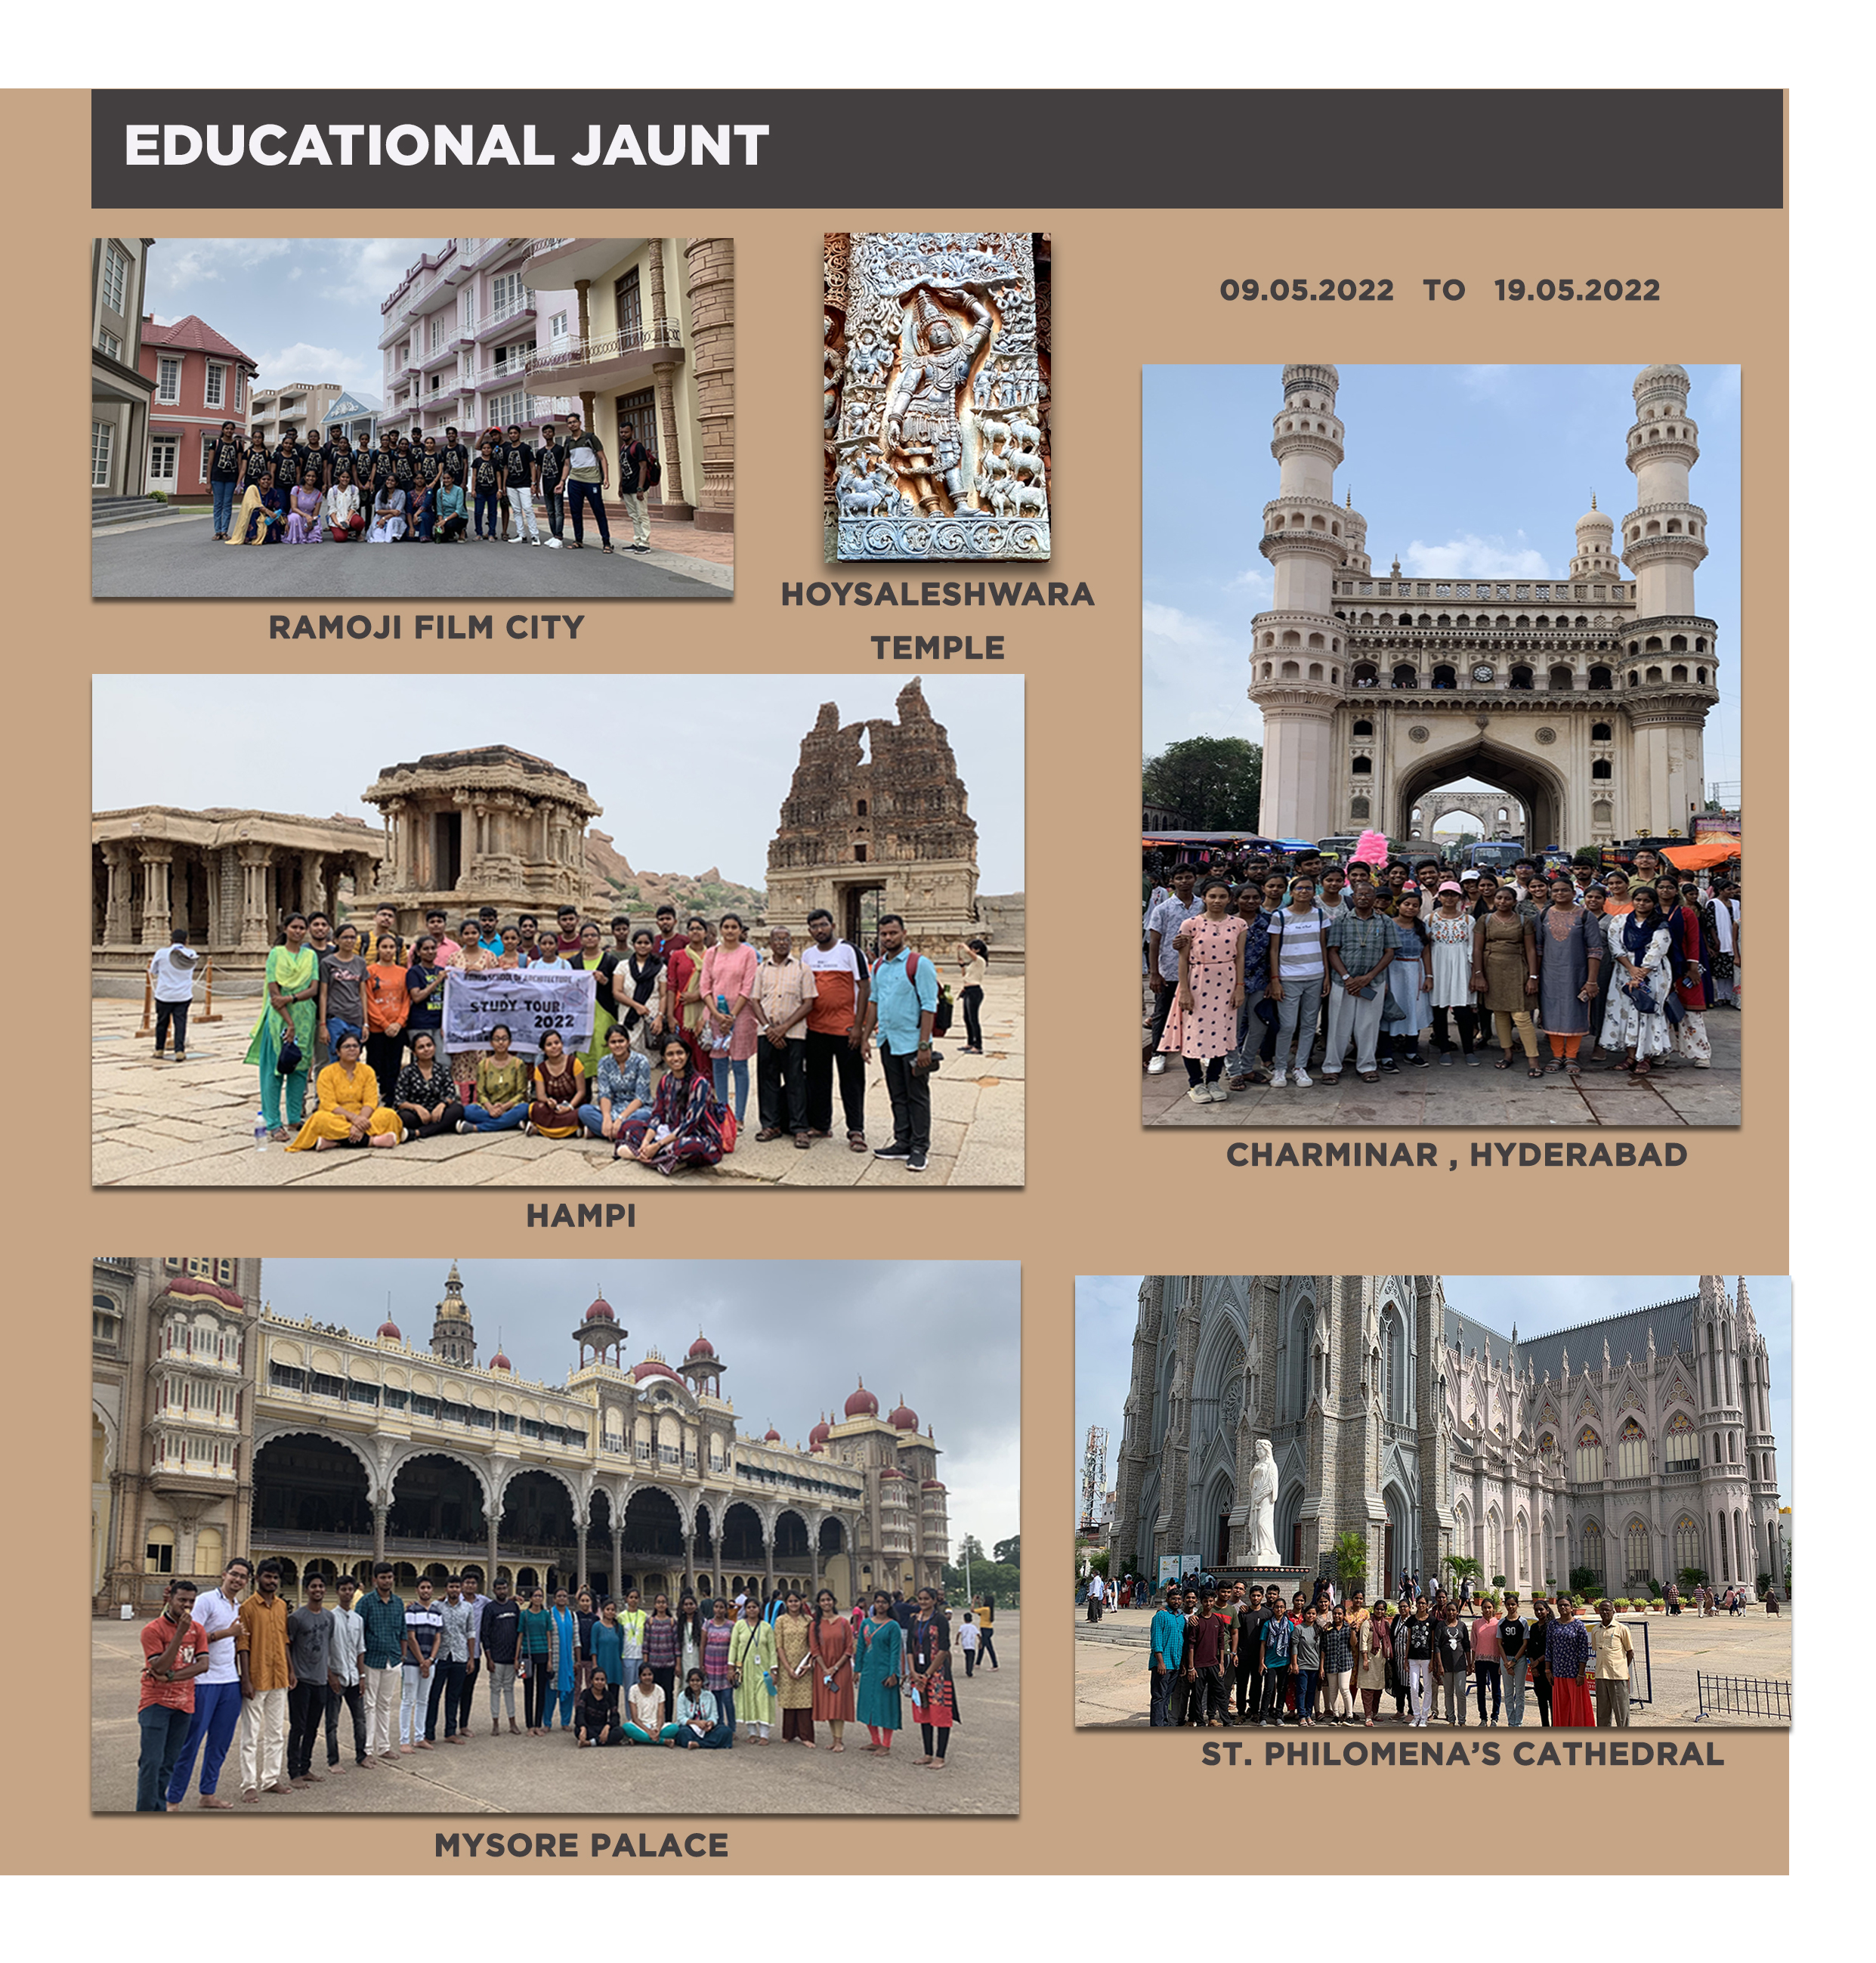 EDUCATIONAL JAUNT
09.05.2022 TO 19.05.2022
RAMOJI FILM CITY
HOYSALESHWARA
TEMPLE
SCHOOL OF ARCHITECTURE
STUDY TOUR
2022
HAMPI
CHARMINAR , HYDERABAD
MYSORE PALACE
90
ST. PHILOMENA'S CATHEDRAL